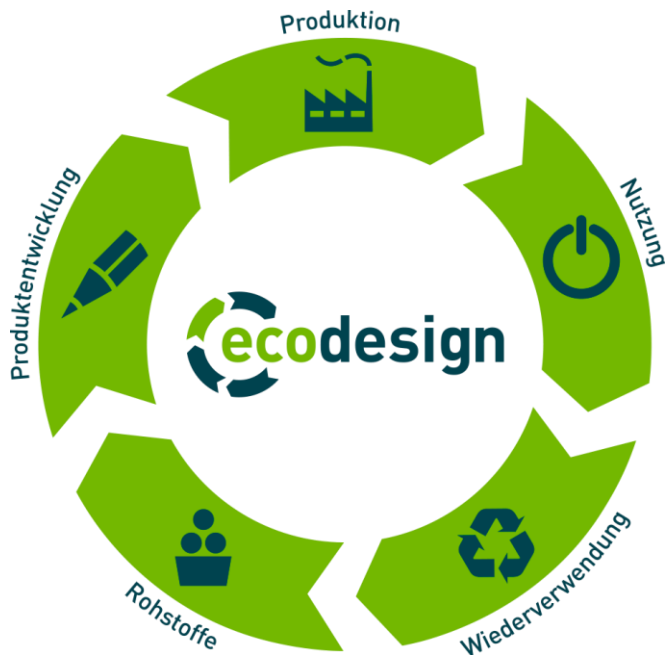 Produktion
Nutzung
Wiederverwendung
Rohstoffe
Produktentwicklung
ecodesign